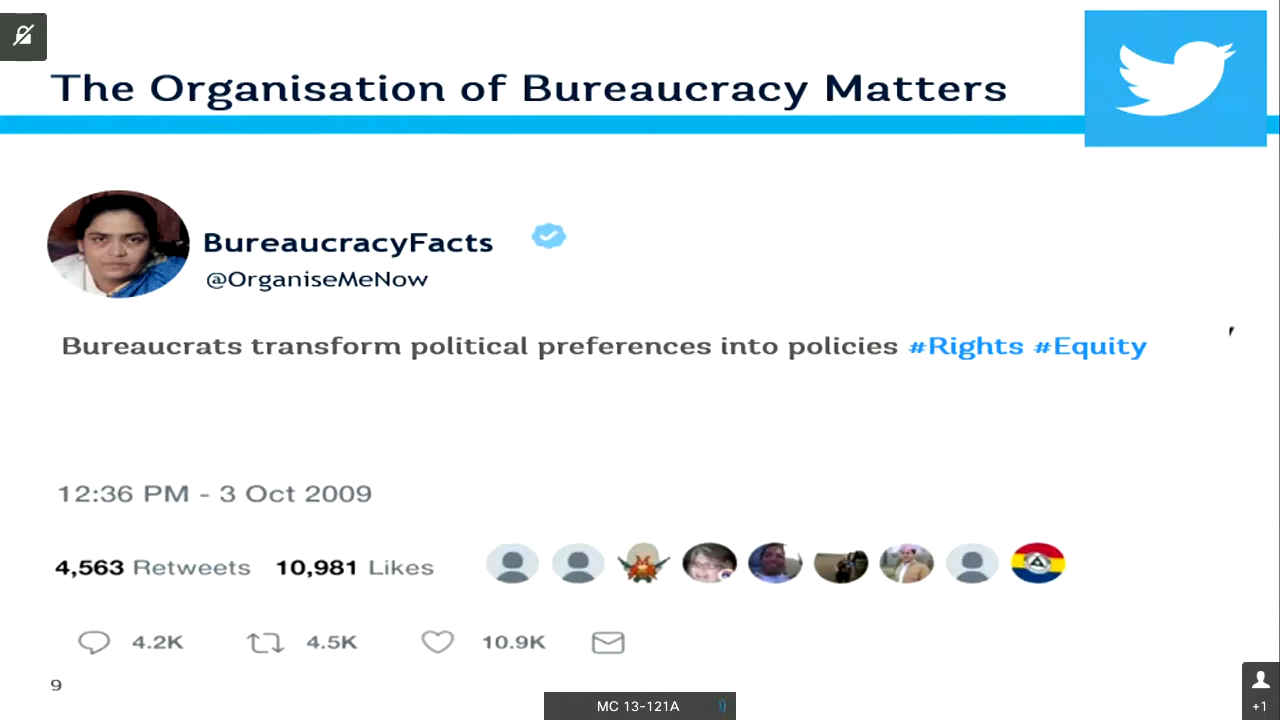 The Organisation of Bureaucracy Matters
BureaucracyFacts
@OrganiseMeNow
Bureaucrats transform political preferences into policies #Rights #Equity
12:36 PM - 3 Oct 2009
4,563 Retweets 10,981 Likes
4.2K 4.5K 10.9K
9
MC 13-121A
+1